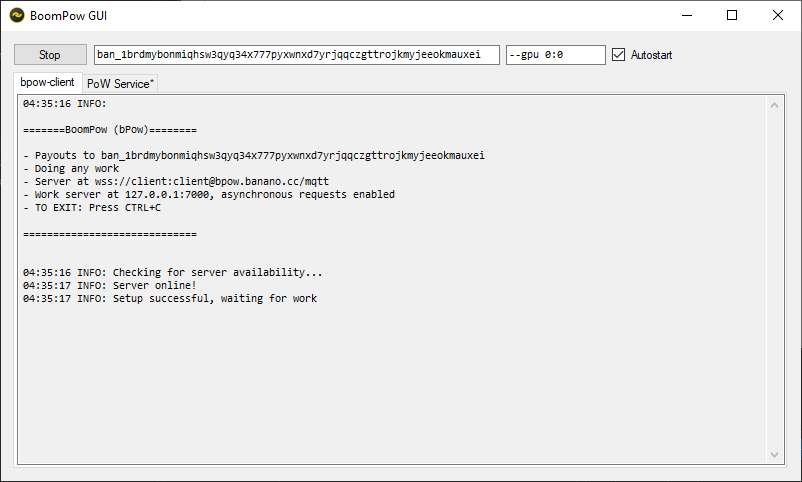 BoomPow GUI
Stop
ban_1brdmybonmiqhsw3qyq34x777pyxwnxd7yrjqqczgttrojkmyjeeokmauxei
--gpu 0:0
Autostart
bpow-client
PoW Service*
04:35:16 INFO:
=======BoomPow (bPow)========
- Payouts to ban_1brdmybonmiqhsw3qyq34x777pyxwnxd7yrjqqczgttrojkmyjeeokmauxei
- Doing any work
- Server at wss://client:client@bpow.banano.cc/mqtt
- Work server at 127.0.0.1:7000, asynchronous requests enabled
- TO EXIT: Press CTRL+C
============================
04:35:16 INFO: Checking for server availability...
04:35:17 INFO: Server online!
04:35:17 INFO: Setup successful, waiting for work